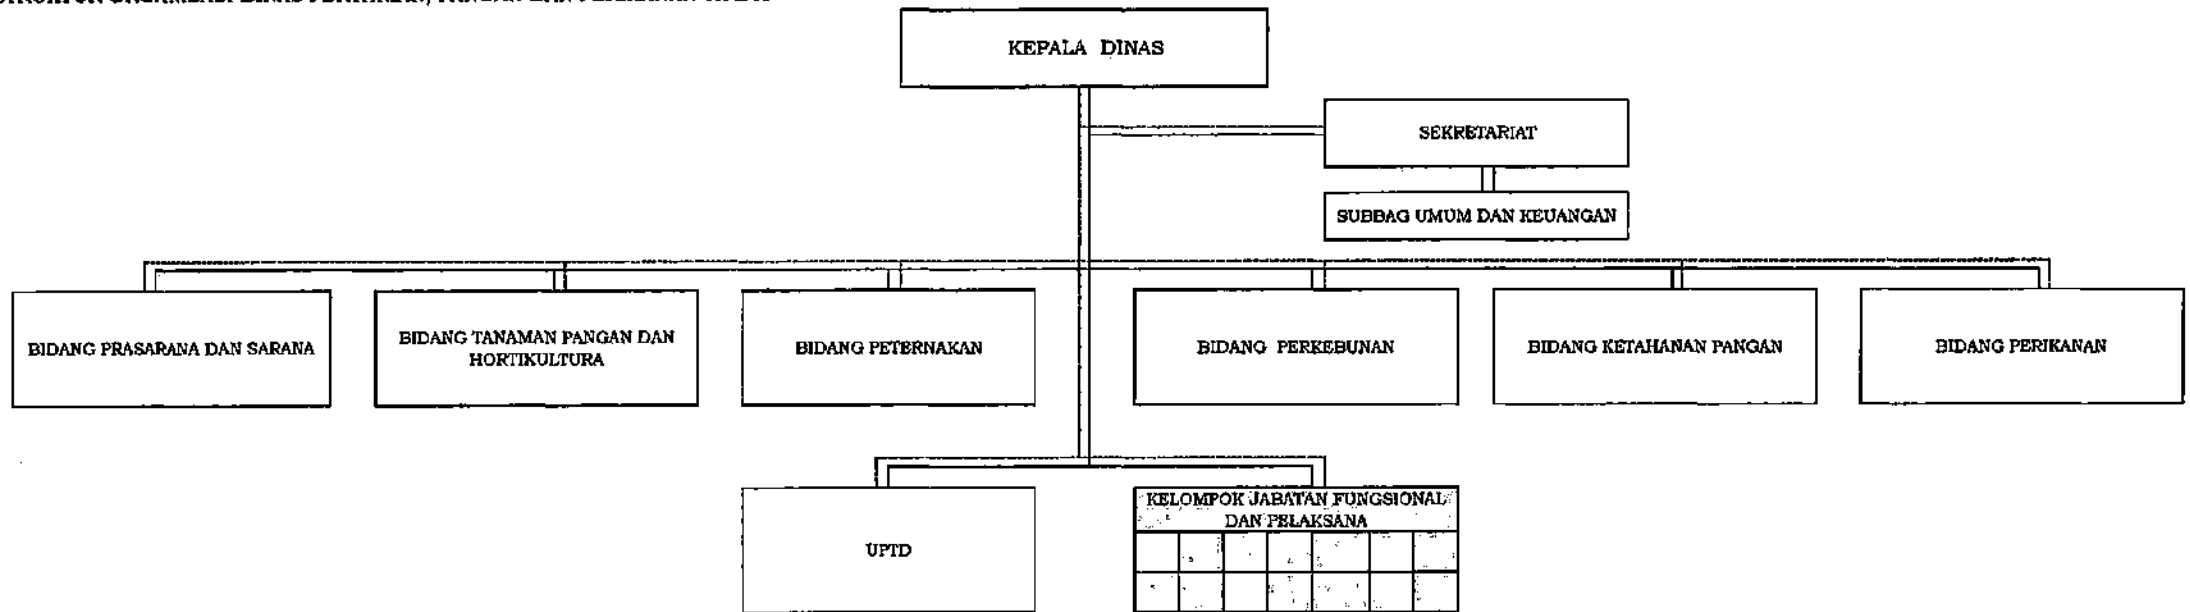 KEPALA DINAS
SEKRETARIAT
SUBBAG UMUM DAN KEUANGAN
BIDANG PRASARANA DAN SARANA
BIDANG TANAMAN PANGAN DAN
HORTIKULTURA
BIDANG PETERNAKAN
BIDANG PERKEBUNAN
BIDANG KETAHANAN PANGAN
BIDANG PERIKANAN
UPTD
KELOMPOK JABATAN FUNGSIONAL
DAN PELAKSANA